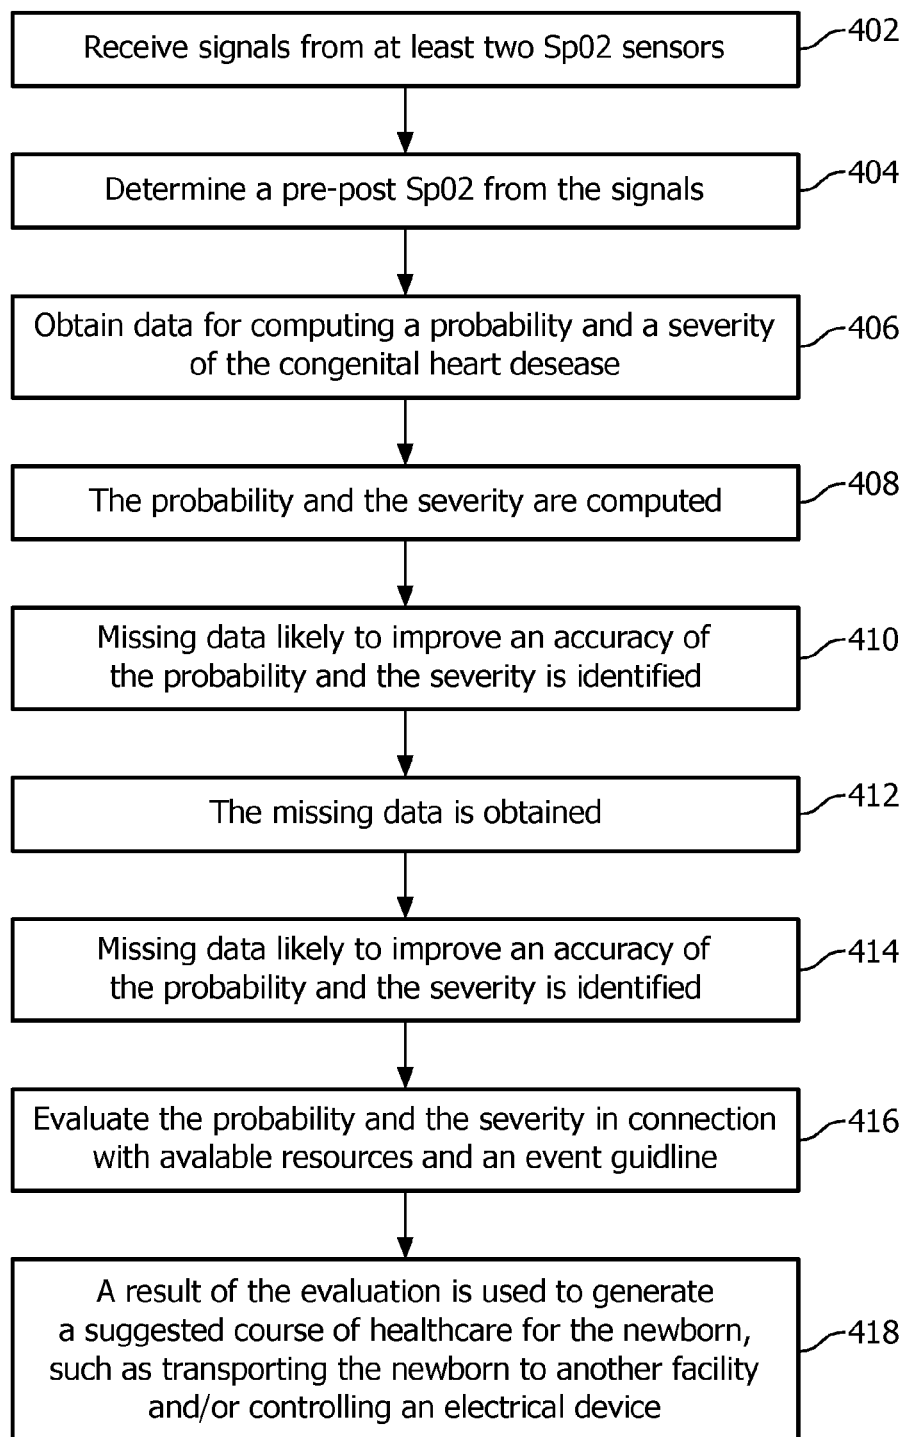 Receive signals from at least two Sp02 sensors
402
Determine a pre-post Sp02 from the signals
404
Obtain data for computing a probability and a severity
of the congenital heart desease
406
The probability and the severity are computed
408
Missing data likely to improve an accuracy of
the probability and the severity is identified
410
The missing data is obtained
412
Missing data likely to improve an accuracy of
the probability and the severity is identified
414
Evaluate the probability and the severity in connection
with avalable resources and an event guidline
416
A result of the evaluation is used to generate
a suggested course of healthcare for the newborn,
such as transporting the newborn to another facility
and/or controlling an electrical device
418